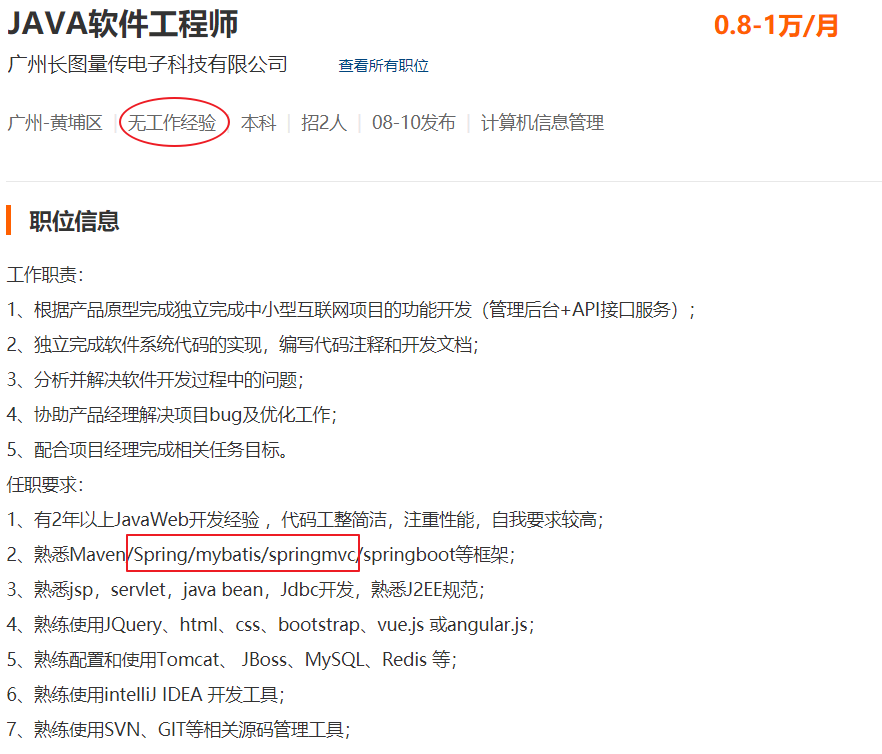 JAVA软件工程师
0.8-1万/月
广州长图量传电子科技有限公司 查看所有职位
广州-黄埔区 | 无工作经验 | 本科 | 招2人 | 08-10发布 | 计算机信息管理
职位信息
工作职责：
1、根据产品原型完成独立完成中小型互联网项目的功能开发（管理后台+API接口服务）；
2、独立完成软件系统代码的实现，编写代码注释和开发文档；
3、分析并解决软件开发过程中的问题；
4、协助产品经理解决项目bug及优化工作；
5、配合项目经理完成相关任务目标。
任职要求：
1、有2年以上JavaWeb开发经验 ，代码工整简洁，注重性能，自我要求较高；
2、熟悉Maven/Spring/mybatis/springmvc/springboot等框架；
3、熟悉jsp，servlet，java bean，Jdbc开发，熟悉J2EE规范；
4、熟练使用JQuery、html、css、bootstrap、vue.js 或angular.js；
5、熟练配置和使用Tomcat、 JBoss、MySQL、Redis 等；
6、熟练使用intelliJ IDEA 开发工具；
7、熟练使用SVN、GIT等相关源码管理工具；